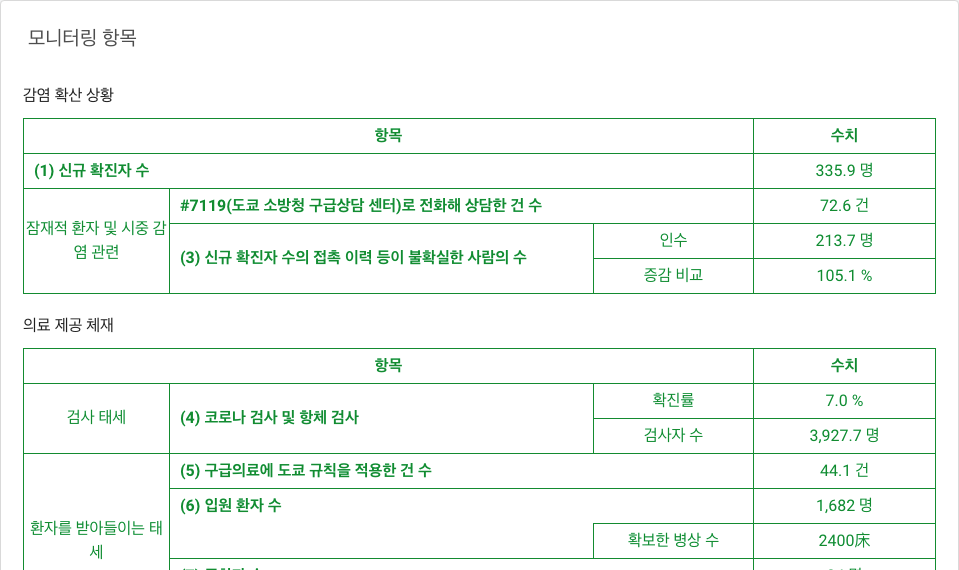 모니터링 항목
감염 확산 상황
항목 수치
(1) 신규 확진자 수 335.9 명
잠재적 환자 및 시중 감
염 관련
#7119(도쿄 소방청 구급상담 센터)로 전화해 상담한 건 수 72.6 건
(3) 신규 확진자 수의 접촉 이력 등이 불확실한 사람의 수
인수 213.7 명
증감 비교 105.1 %
의료 제공 체재
항목 수치
검사 태세
(4) 코로나 검사 및 항체 검사
확진률 7.0 %
검사자 수 3,927.7 명
환자를 받아들이는 태
세
(5) 구급의료에 도쿄 규칙을 적용한 건 수 44.1 건
(6) 입원 환자 수 1,682 명
확보한 병상 수 2400床